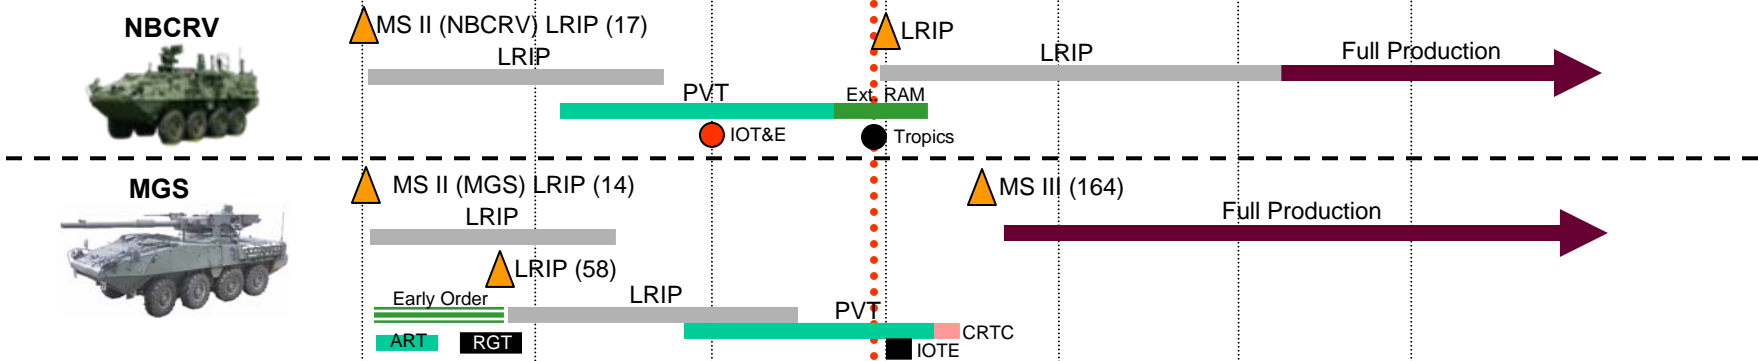 NBCRV
MS II (NBCRV) LRIP (17)
LRIP
LRIP
LRIP
Full Production
PVT
Ext. RAM
IOT&E
Tropics
MGS
MS II (MGS) LRIP (14)
MS III (164)
LRIP
Full Production
LRIP (58)
Early Order
LRIP
PVT
CRTC
ART
RGT
IOTE